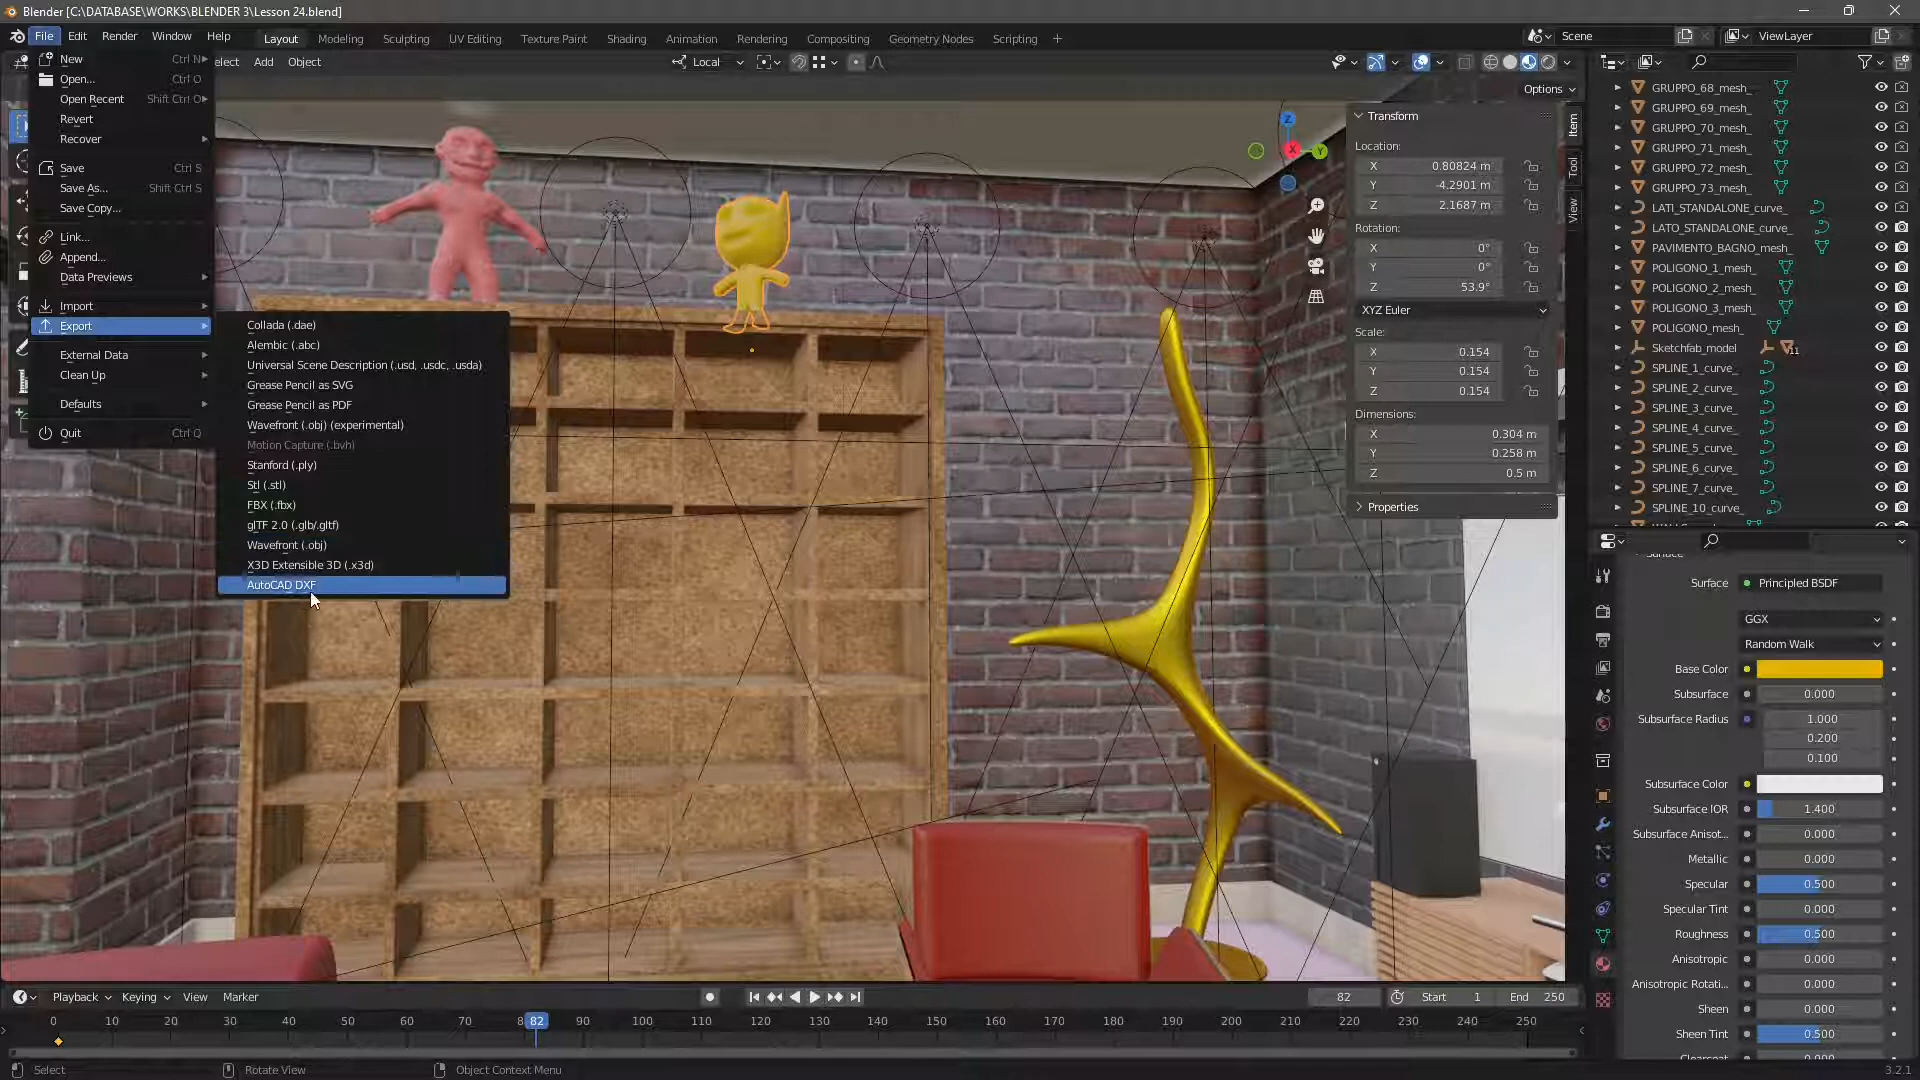 Blender [C:\DATABASE\WORKS\BLENDER 3\Lesson 24.blend]
File Edit Render Window Help Layout Modeling Sculpting UV Editing Texture Paint Shading Animation Rendering Compositing Geometry Nodes Scripting + Scene ViewLayer
Add Object Local
Options
New Ctrl N
Open... Ctrl O
Open Recent Shift Ctrl O
Revert
Recover
Save Ctrl S
Save As... Shift Ctrl S
Save Copy...
Link...
Append...
Data Previews
Import
Export
External Data
Clean Up
Defaults
Quit Ctrl Q
Collada (.dae)
Alembic (.abc)
Universal Scene Description (.usd, .usdc, .usda)
Grease Pencil as SVG
Grease Pencil as PDF
Wavefront (.obj) (experimental)
Motion Capture (.bvh)
Stanford (.ply)
Stl (.stl)
FBX (.fbx)
glTF 2.0 (.glb/.gltf)
Wavefront (.obj)
X3D Extensible 3D (.x3d)
AutoCAD DXF
Z
X
Y
Transform
Location:
X 0.80824 m
Y -4.2901 m
Z 2.1687 m
Rotation:
X 0°
Y 0°
Z 53.9°
XYZ Euler
Scale:
X 0.154
Y 0.154
Z 0.154
Dimensions:
X 0.304 m
Y 0.258 m
Z 0.5 m
Properties
Item
Tool
View
GRUPPO_68_mesh_
GRUPPO_69_mesh_
GRUPPO_70_mesh_
GRUPPO_71_mesh_
GRUPPO_72_mesh_
GRUPPO_73_mesh_
LATI_STANDALONE_curve_
LATO_STANDALONE_curve_
PAVIMENTO_BAGNO_mesh_
POLIGONO_1_mesh_
POLIGONO_2_mesh_
POLIGONO_3_mesh_
POLIGONO_mesh_
Sketchfab_model 11
SPLINE_1_curve_
SPLINE_2_curve_
SPLINE_3_curve_
SPLINE_4_curve_
SPLINE_5_curve_
SPLINE_6_curve_
SPLINE_7_curve_
SPLINE_10_curve_
Surface Principled BSDF
GGX
Random Walk
Base Color
Subsurface 0.000
Subsurface Radius 1.000
0.200
0.100
Subsurface Color
Subsurface IOR 1.400
Subsurface Anisot... 0.000
Metallic 0.000
Specular 0.500
Specular Tint 0.000
Roughness 0.500
Anisotropic 0.000
Anisotropic Rotati... 0.000
Sheen 0.000
Sheen Tint 0.500
Playback Keying View Marker 82 Start 1 End 250
0 10 20 30 40 50 60 70 8 82 90 100 110 120 130 140 150 160 170 180 190 200 210 220 230 240 250
Select Rotate View Object Context Menu 3.2.1